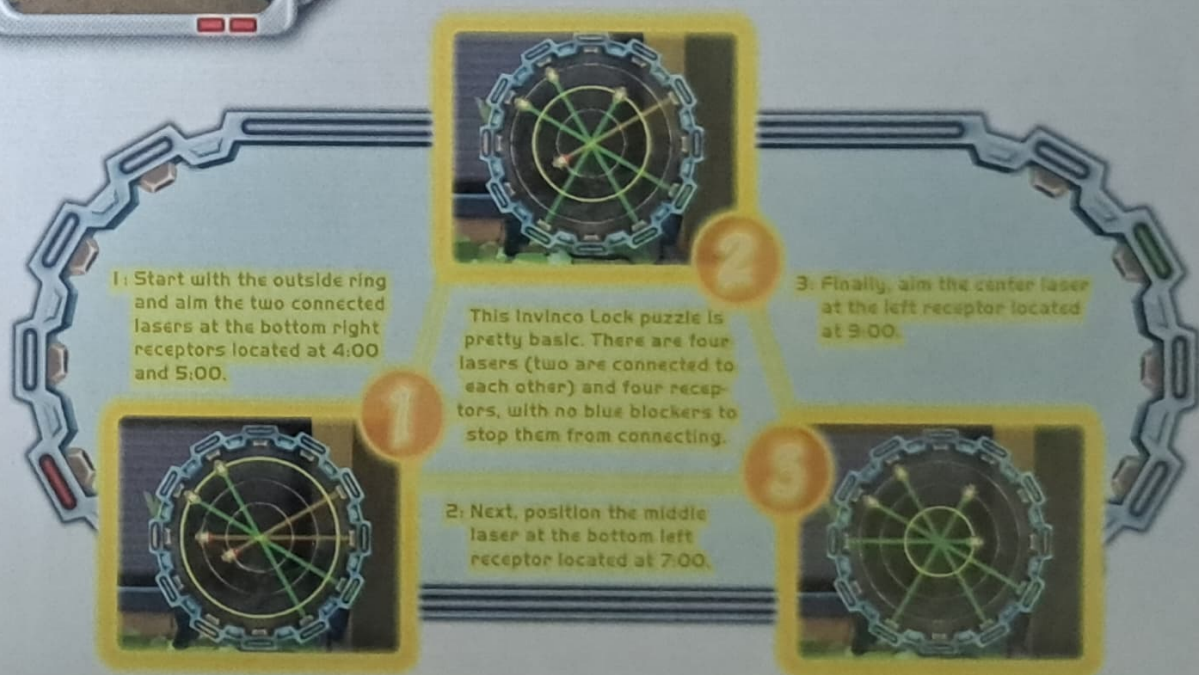 1: Start with the outside ring
and aim the two connected
lasers at the bottom right
receptors located at 4:00
and 5:00.
1
2
This Invinco Lock puzzle is
pretty basic. There are four
lasers (two are connected to
each other) and four recep-
tors, with no blue blockers to
stop them from connecting.
2: Next, position the middle
laser at the bottom left
receptor located at 7:00.
3: Finally, aim the center laser
at the left receptor located
at 9:00.
3